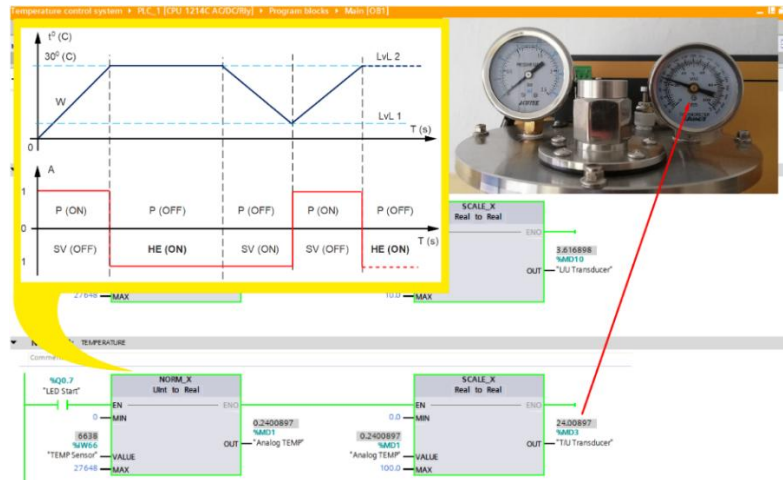 Temperature control system ▸ PLC_1 [CPU 1214C AC/DC/Rly] ▸ Program blocks ▸ Main [OB1]
t⁰ (C)
30⁰ (C)
LvL 2
W
LvL 1
T (s)
0
A
1
P (ON)
P (OFF)
P (OFF)
P (ON)
P (OFF)
0
T (s)
SV (OFF)
HE (ON)
SV (ON)
SV (OFF)
HE (ON)
1
27648
MAX
SCALE_X
Real to Real
ENO
3.616898
%MD10
OUT
"L/U Transducer"
10.0
MAX
TEMPERATURE
%Q0.7
"LED Start"
NORM_X
UInt to Real
EN
ENO
0
MIN
0.2400897
%MD1
6638
%IW66
OUT
"Analog TEMP"
"TEMP Sensor"
VALUE
27648
MAX
SCALE_X
Real to Real
EN
ENO
0.0
MIN
24.00897
%MD3
0.2400897
%MD1
OUT
"T/U Transducer"
"Analog TEMP"
VALUE
100.0
MAX